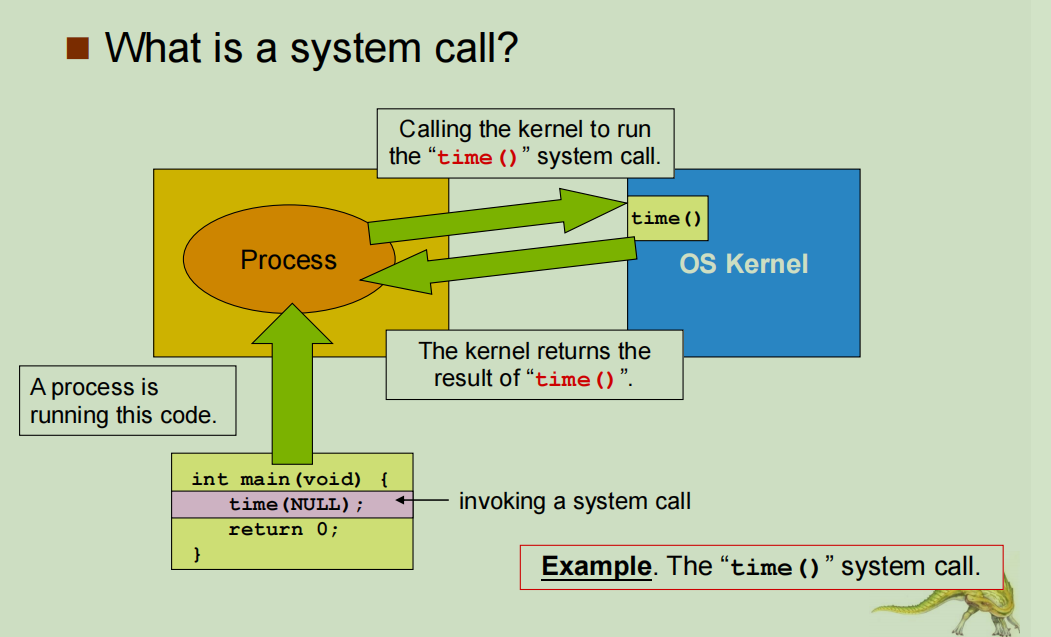 What is a system call?
Calling the kernel to run
the “time()” system call.
time()
Process
OS Kernel
The kernel returns the
result of “time()”.
A process is
running this code.
int main(void) {
time(NULL);
return 0;
}
invoking a system call
Example. The “time()” system call.